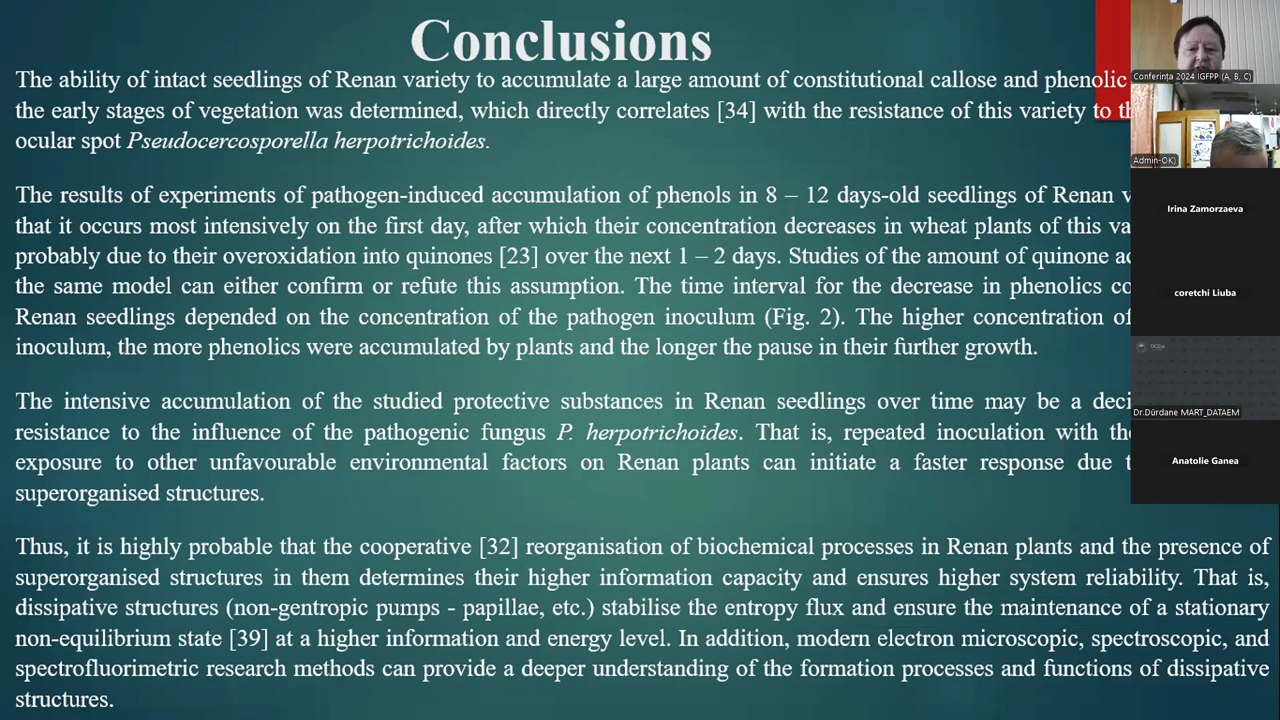 Conclusions
The ability of intact seedlings of Renan variety to accumulate a large amount of constitutional callose and phenolic
the early stages of vegetation was determined, which directly correlates [34] with the resistance of this variety to
ocular spot Pseudocercosporella herpotrichoides.
The results of experiments of pathogen-induced accumulation of phenols in 8 – 12 days-old seedlings of Renan
that it occurs most intensively on the first day, after which their concentration decreases in wheat plants of this
probably due to their overoxidation into quinones [23] over the next 1 – 2 days. Studies of the amount of quinone
the same model can either confirm or refute this assumption. The time interval for the decrease in phenolics
Renan seedlings depended on the concentration of the pathogen inoculum (Fig. 2). The higher concentration of
inoculum, the more phenolics were accumulated by plants and the longer the pause in their further growth.
The intensive accumulation of the studied protective substances in Renan seedlings over time may be a
resistance to the influence of the pathogenic fungus P. herpotrichoides. That is, repeated inoculation with
exposure to other unfavourable environmental factors on Renan plants can initiate a faster response due
superorganised structures.
Thus, it is highly probable that the cooperative [32] reorganisation of biochemical processes in Renan plants and the presence of
superorganised structures in them determines their higher information capacity and ensures higher system reliability. That is,
dissipative structures (non-gentropic pumps - papillae, etc.) stabilise the entropy flux and ensure the maintenance of a stationary
non-equilibrium state [39] at a higher information and energy level. In addition, modern electron microscopic, spectroscopic, and
spectrofluorimetric research methods can provide a deeper understanding of the formation processes and functions of dissipative
structures.
Conferința 2024 IGFPP (A, B, C)
Admin-OK)
Irina Zamorzaeva
coretchi Liuba
Dr.Dürdane MART_DATAEM
Anatolie Ganea